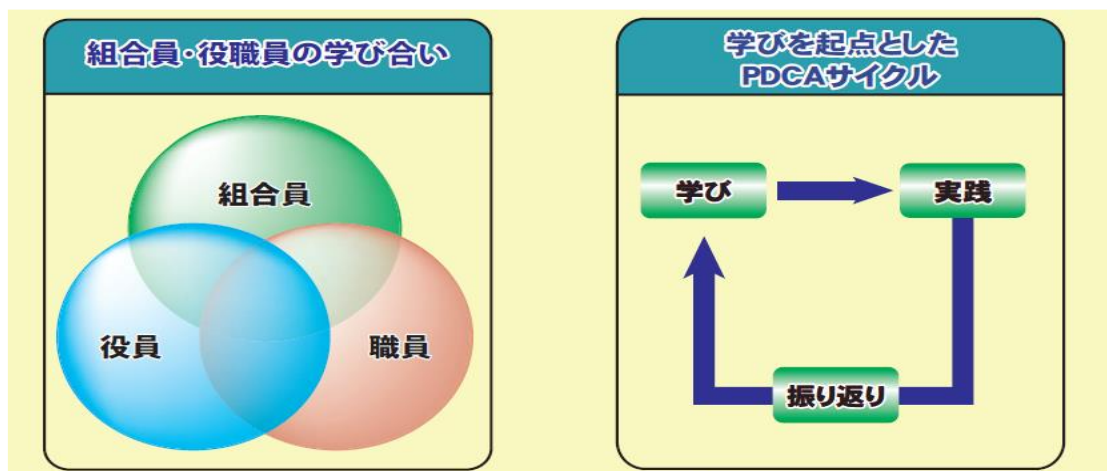 組合員・役職員の学び合い
組合員
役員
職員
学びを起点とした
PDCAサイクル
学び
実践
振り返り